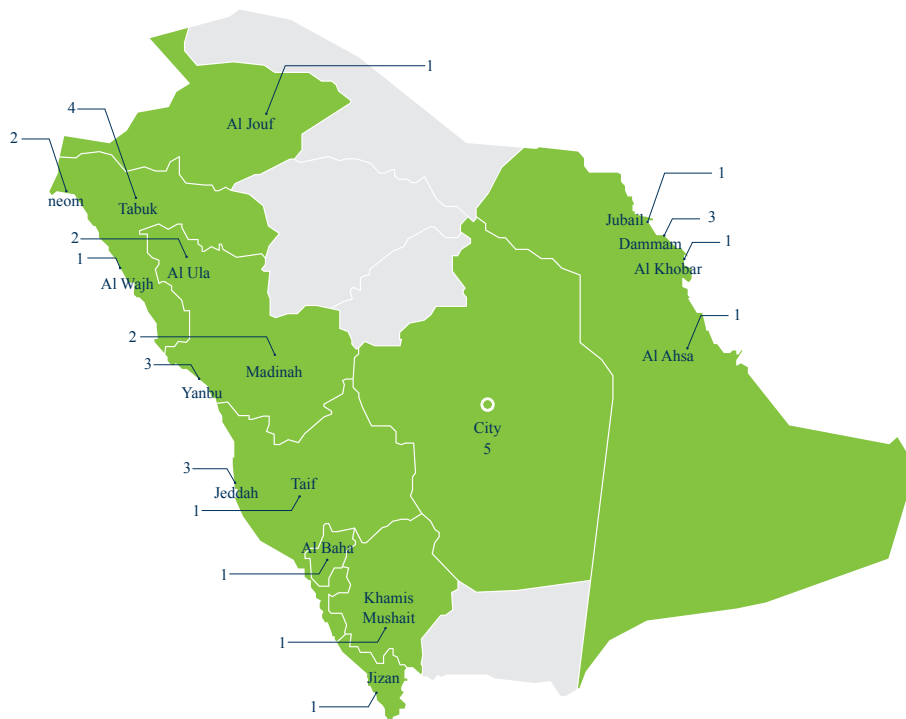 1
Al Jouf
4
2
neom
Tabuk
1
Jubail
3
Dammam
2
1
Al Khobar
1
Al Ula
Al Wajh
1
Al Ahsa
2
Madinah
3
Yanbu
City
5
3
Jeddah
Taif
1
Al Baha
1
Khamis
Mushait
1
Jizan
1